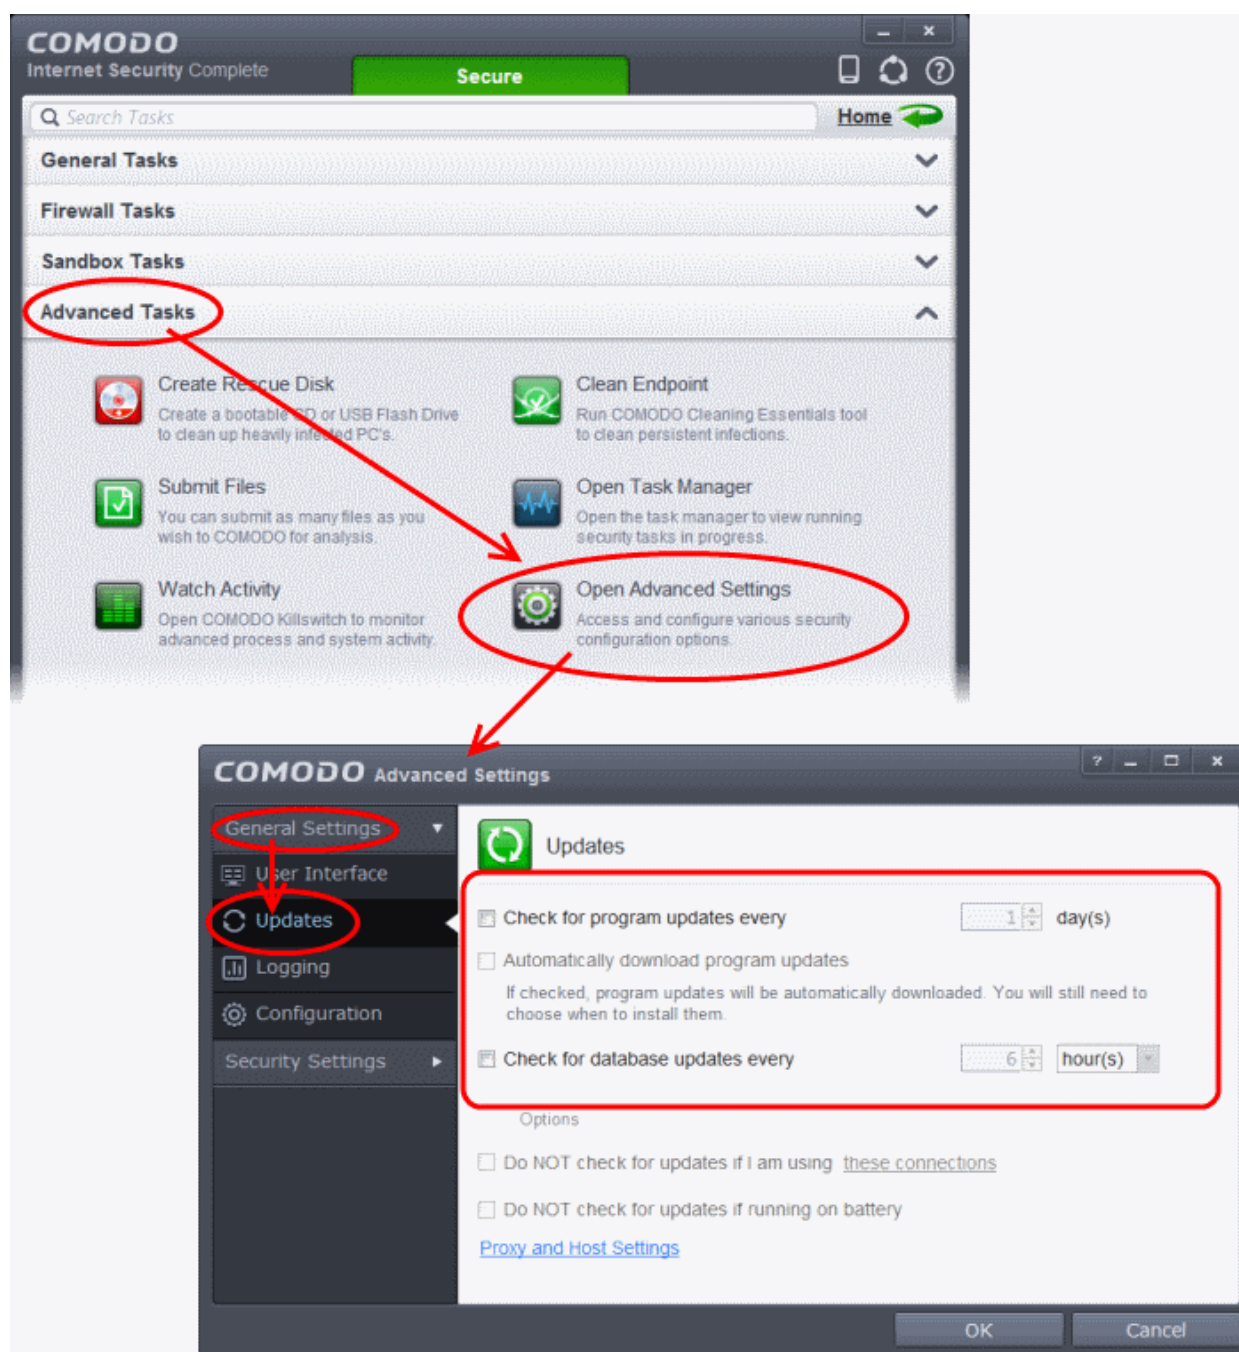 COMODO
Internet Security Complete
Secure
Search Tasks
Home
General Tasks
Firewall Tasks
Sandbox Tasks
Advanced Tasks
Create Rescue Disk
Create a bootable CD or USB Flash Drive
to clean up heavily infected PC's.
Clean Endpoint
Run COMODO Cleaning Essentials tool
to clean persistent infections.
Submit Files
You can submit as many files as you
wish to COMODO for analysis.
Open Task Manager
Open the task manager to view running
security tasks in progress.
Watch Activity
Open COMODO Killswitch to monitor
advanced process and system activity.
Open Advanced Settings
Access and configure various security
configuration options.
COMODO Advanced Settings
General Settings
User Interface
Updates
Logging
Configuration
Security Settings
Updates
Check for program updates every 1 day(s)
Automatically download program updates
If checked, program updates will be automatically downloaded. You will still need to
choose when to install them.
Check for database updates every 6 hour(s)
Options
Do NOT check for updates if I am using these connections
Do NOT check for updates if running on battery
Proxy and Host Settings
OK
Cancel